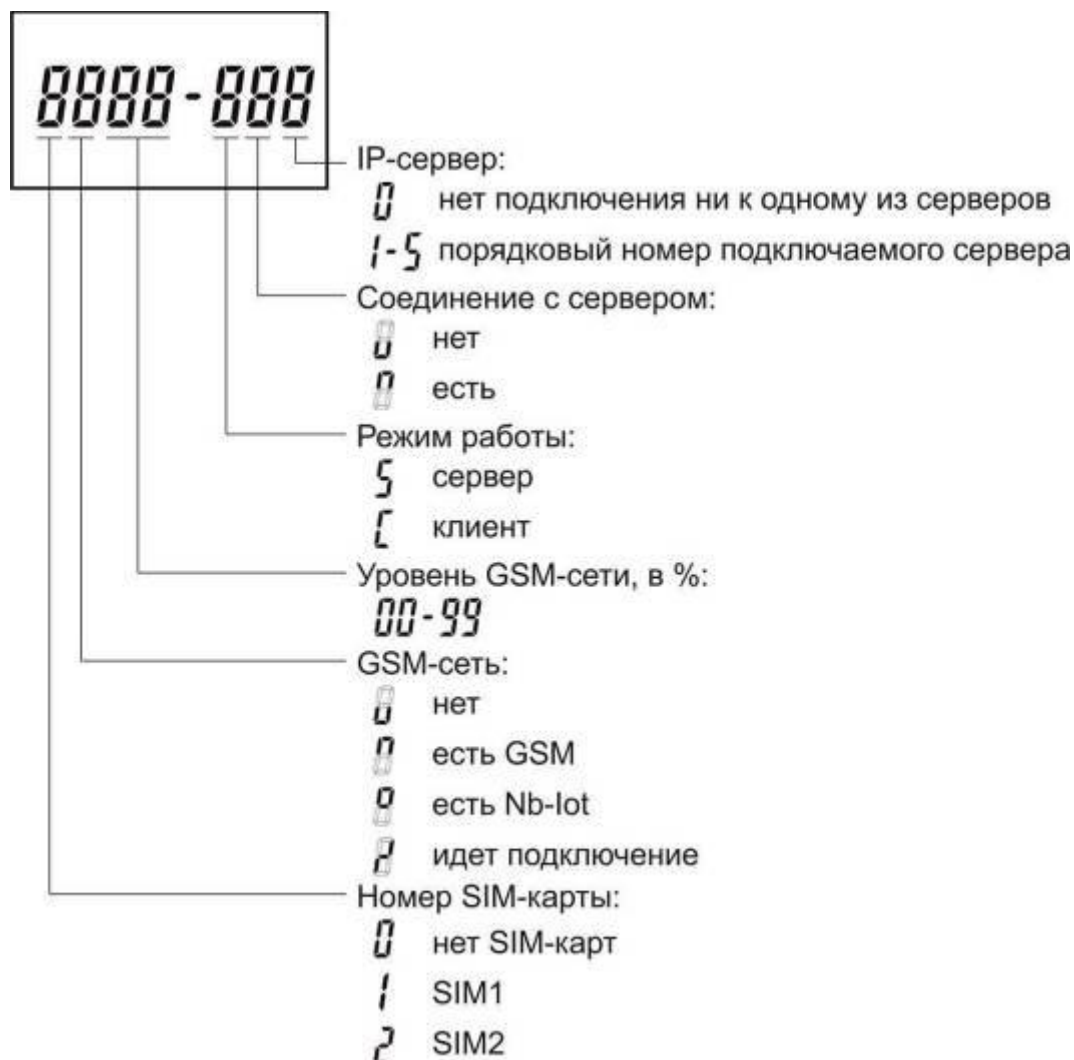 8888-888
IP-сервер:
0 нет подключения ни к одному из серверов
1-5 порядковый номер подключаемого сервера
Соединение с сервером:
нет
есть
Режим работы:
5 сервер
C клиент
Уровень GSM-сети, в %:
00-99
GSM-сеть:
нет
есть GSM
есть Nb-Iot
2 идет подключение
Номер SIM-карты:
0 нет SIM-карт
1 SIM1
2 SIM2